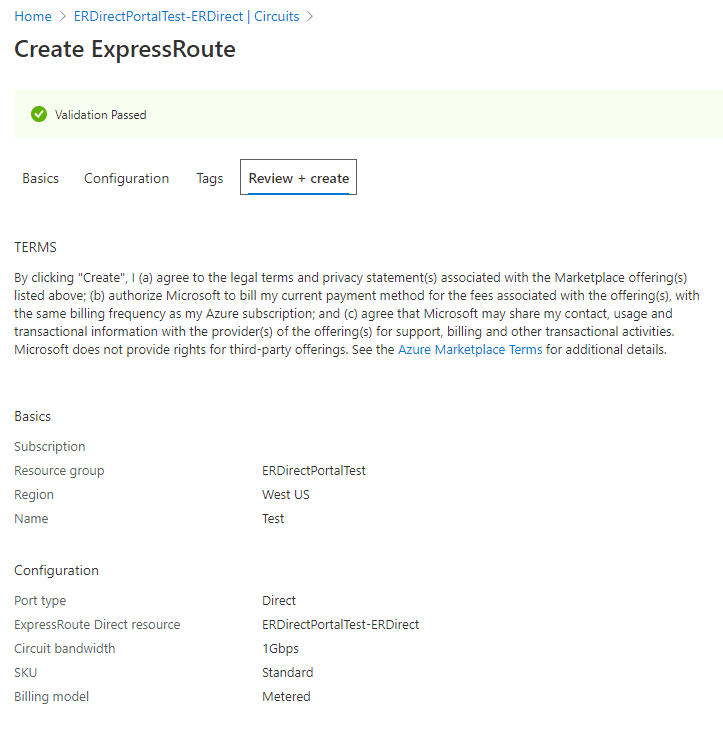 Home > ERDirectPortalTest-ERDirect | Circuits >
Create ExpressRoute
Validation Passed
Basics Configuration Tags Review + create
TERMS
By clicking "Create", I (a) agree to the legal terms and privacy statement(s) associated with the Marketplace offering(s)
listed above; (b) authorize Microsoft to bill my current payment method for the fees associated with the offering(s), with
the same billing frequency as my Azure subscription; and (c) agree that Microsoft may share my contact, usage and
transactional information with the provider(s) of the offering(s) for support, billing and other transactional activities.
Microsoft does not provide rights for third-party offerings. See the Azure Marketplace Terms for additional details.
Basics
Subscription
Resource group ERDirectPortalTest
Region West US
Name Test
Configuration
Port type Direct
ExpressRoute Direct resource ERDirectPortalTest-ERDirect
Circuit bandwidth 1Gbps
SKU Standard
Billing model Metered